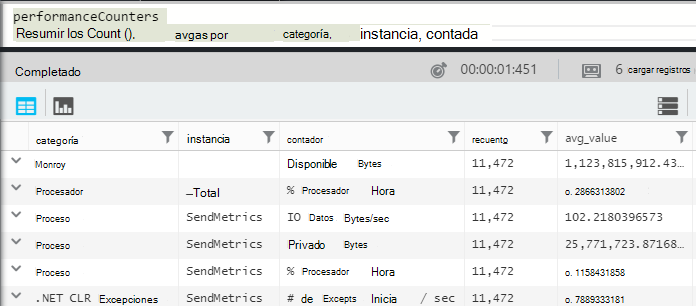 performanceCounters
Resumir los Count (), avgas por categoría, instancia, contada
Completado 00:00:01:451 6 cargar registros
categoría instancia contador recuento avg_value
Monroy Disponible Bytes 11,472 1,123,815,912.43...
Procesador —Total % Procesador Hora 11,472 o. 2866313802
Proceso SendMetrics IO Datos Bytes/sec 11,472 102.2180396573
Proceso SendMetrics Privado Bytes 11,472 25,771,723.87168...
Proceso SendMetrics % Procesador Hora 11,472 o. 1158431858
.NET CLR Excepciones SendMetrics # de Excepts Inicia / sec 11,472 o. 7889333181